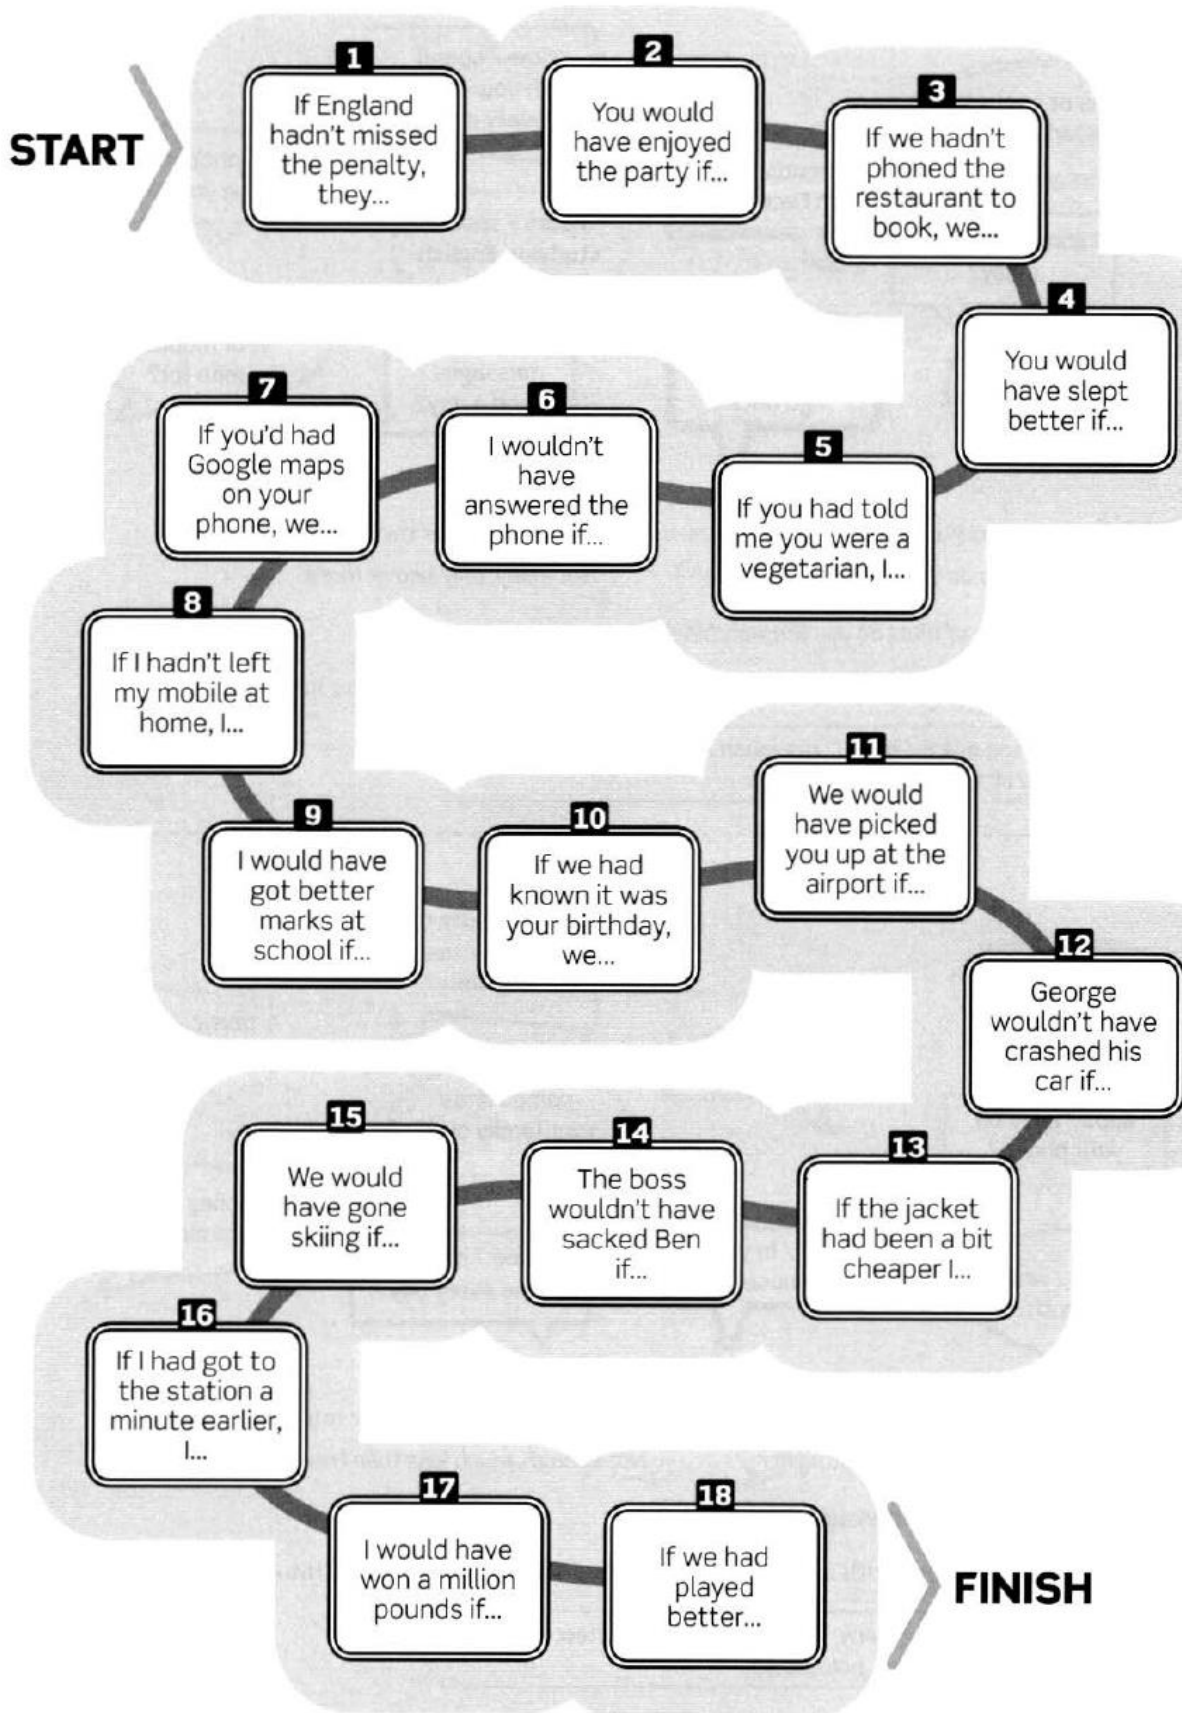 START
1
If England
hadn't missed
the penalty,
they...
2
You would
have enjoyed
the party if...
3
If we hadn't
phoned the
restaurant to
book, we...
4
You would
have slept
better if...
5
If you had told
me you were a
vegetarian, I...
6
I wouldn't
have
answered the
phone if...
7
If you'd had
Google maps
on your
phone, we...
8
If I hadn't left
my mobile at
home, I...
9
I would have
got better
marks at
school if...
10
If we had
known it was
your birthday,
we...
11
We would
have picked
you up at the
airport if...
12
George
wouldn't have
crashed his
car if...
13
If the jacket
had been a bit
cheaper I...
14
The boss
wouldn't have
sacked Ben
if...
15
We would
have gone
skiing if...
16
If I had got to
the station a
minute earlier,
I...
17
I would have
won a million
pounds if...
18
If we had
played
better...
FINISH